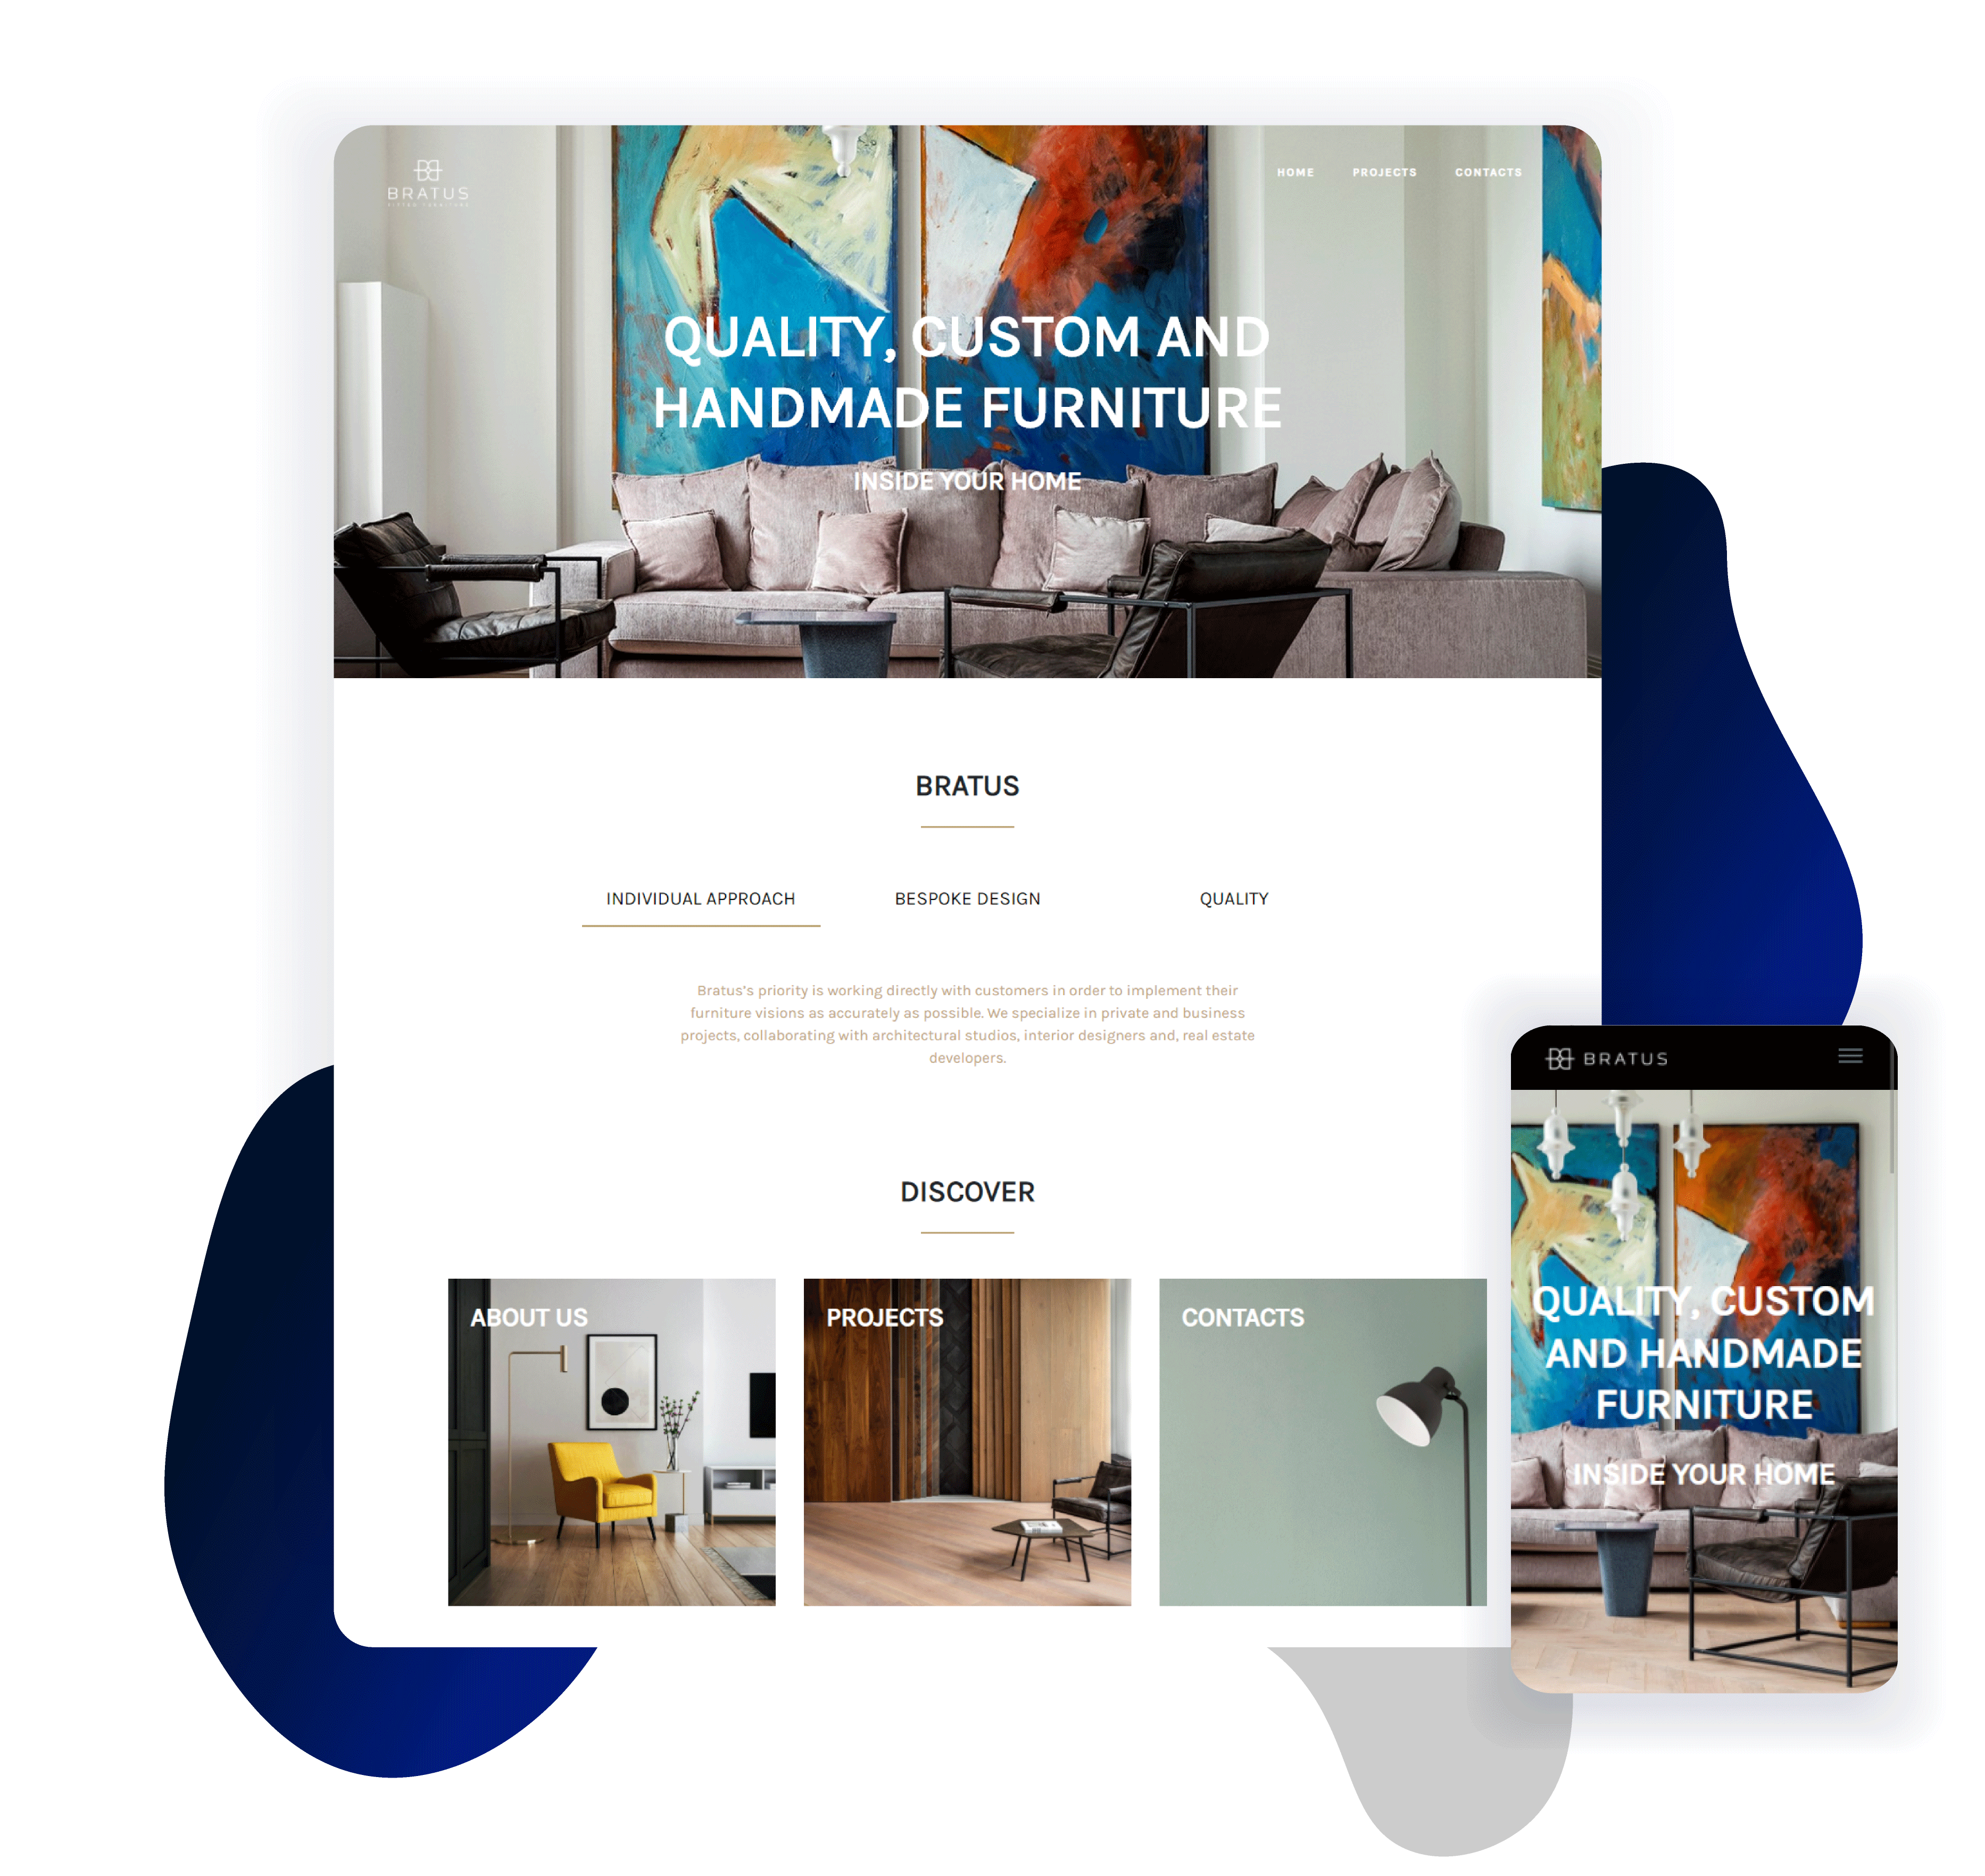 BRATUS
HOME PROJECTS CONTACTS
QUALITY, CUSTOM AND
HANDMADE FURNITURE
INSIDE YOUR HOME
BRATUS
INDIVIDUAL APPROACH BESPOKE DESIGN QUALITY
Bratus’s priority is working directly with customers in order to implement their
furniture visions as accurately as possible. We specialize in private and business
projects, collaborating with architectural studios, interior designers and, real estate
developers.
DISCOVER
ABOUT US
PROJECTS
CONTACTS
BRATUS
QUALITY, CUSTOM
AND HANDMADE
FURNITURE
INSIDE YOUR HOME